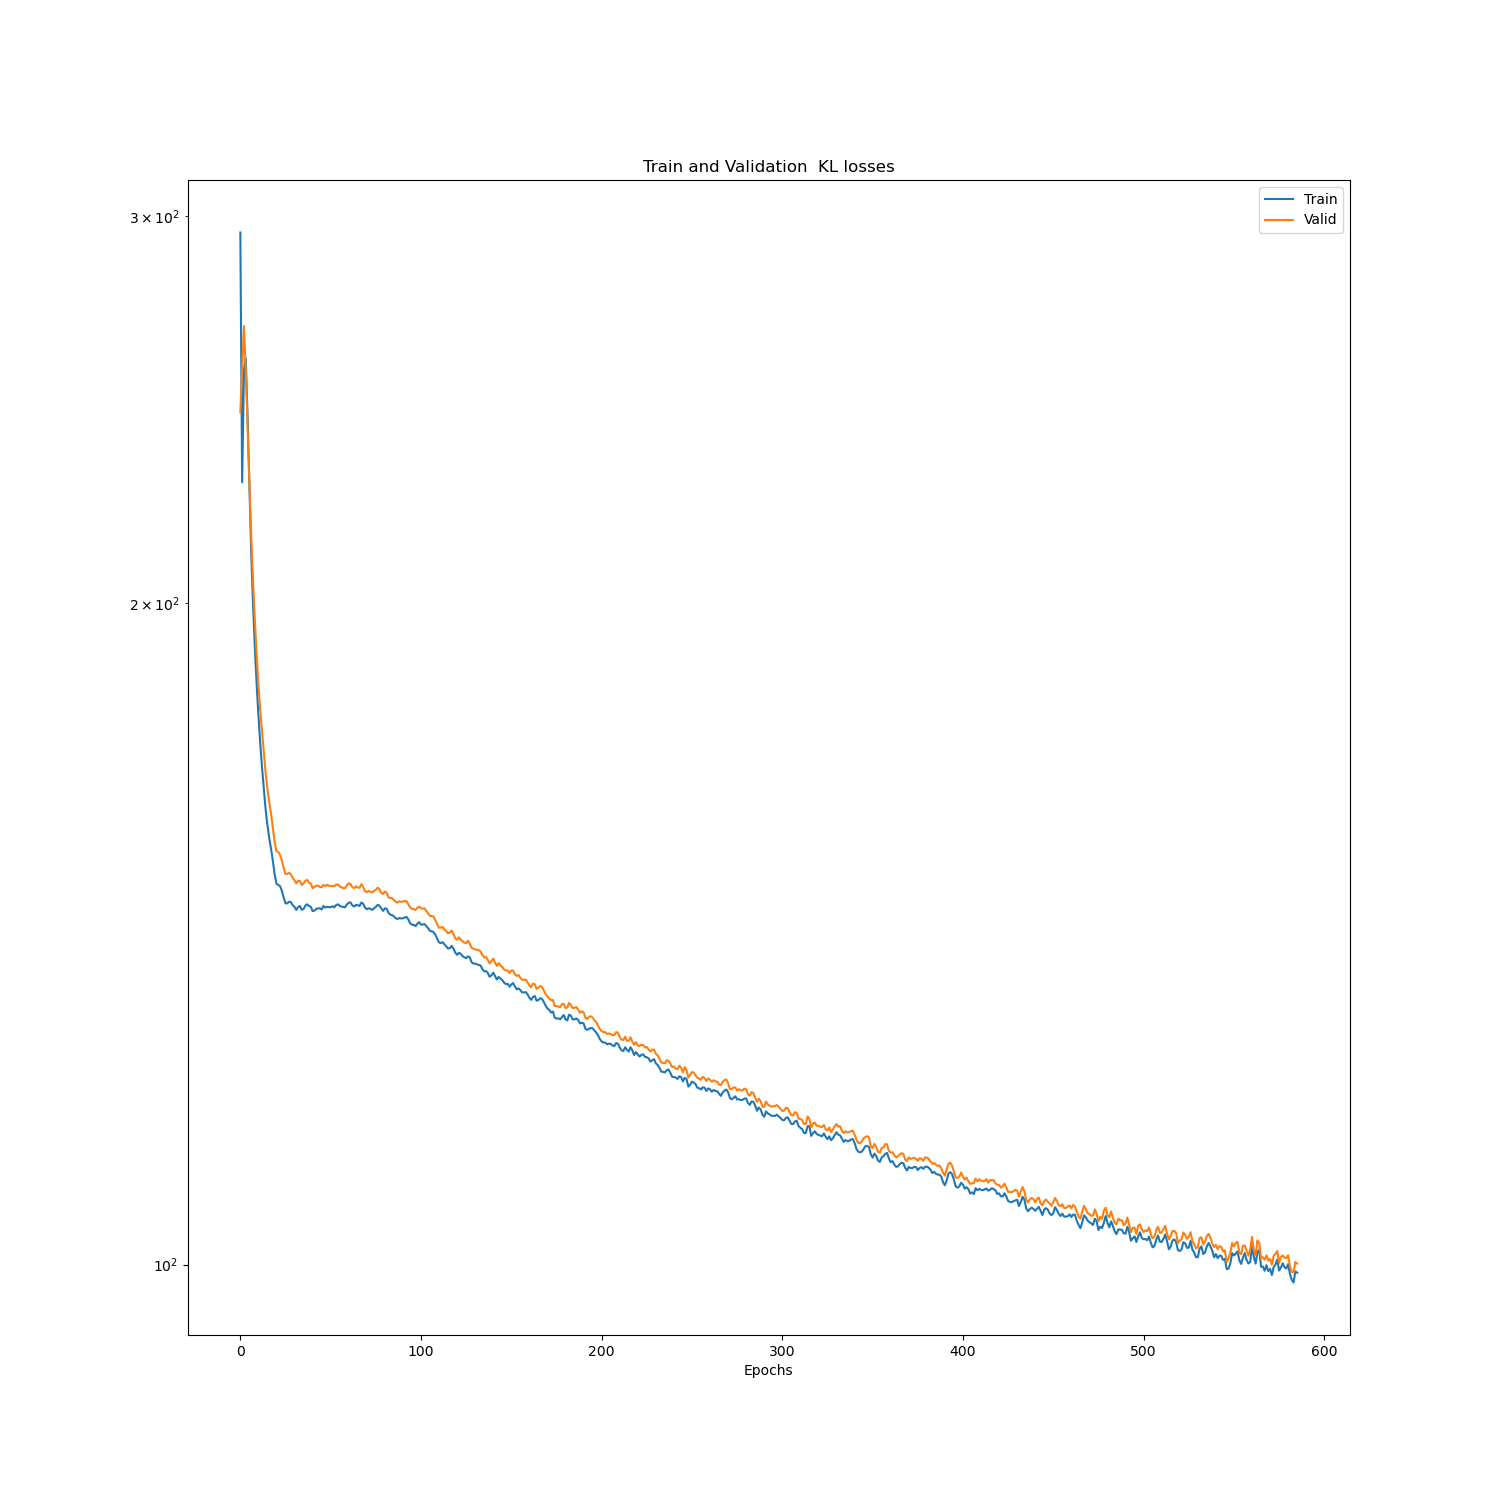 Train and Validation  KL losses
3 × 10²
2 × 10²
10²
Train
Valid
0 100 200 300 400 500 600
Epochs